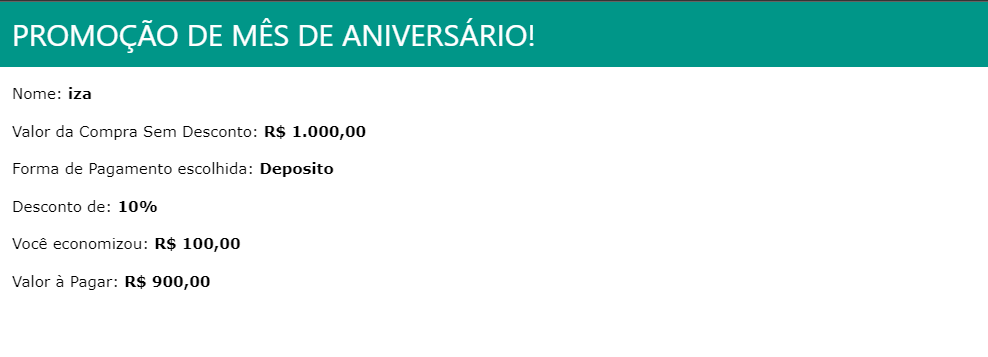 PROMOÇÃO DE MÊS DE ANIVERSÁRIO!
Nome: iza
Valor da Compra Sem Desconto: R$ 1.000,00
Forma de Pagamento escolhida: Deposito
Desconto de: 10%
Você economizou: R$ 100,00
Valor à Pagar: R$ 900,00